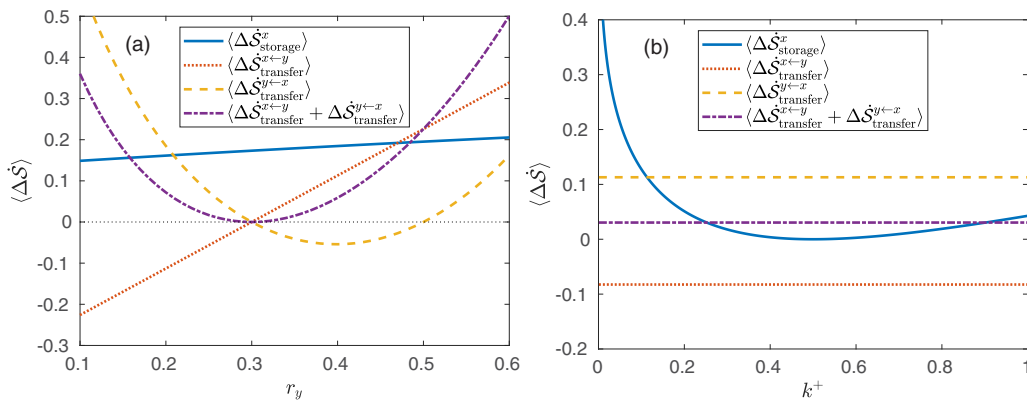 (a)
⟨ΔṠ^x_storage⟩
⟨ΔṠ^{x←y}_transfer⟩
⟨ΔṠ^{y←x}_transfer⟩
⟨ΔṠ^{x←y}_transfer + ΔṠ^{y←x}_transfer⟩
0.5
0.4
0.3
0.2
0.1
0
-0.1
-0.2
-0.3
⟨ΔṠ⟩
0.1 0.2 0.3 0.4 0.5 0.6
r_y
(b)
⟨ΔṠ^x_storage⟩
⟨ΔṠ^{x←y}_transfer⟩
⟨ΔṠ^{y←x}_transfer⟩
⟨ΔṠ^{x←y}_transfer + ΔṠ^{y←x}_transfer⟩
0.4
0.3
0.2
0.1
0
-0.1
-0.2
⟨ΔṠ⟩
0 0.2 0.4 0.6 0.8 1
k^+